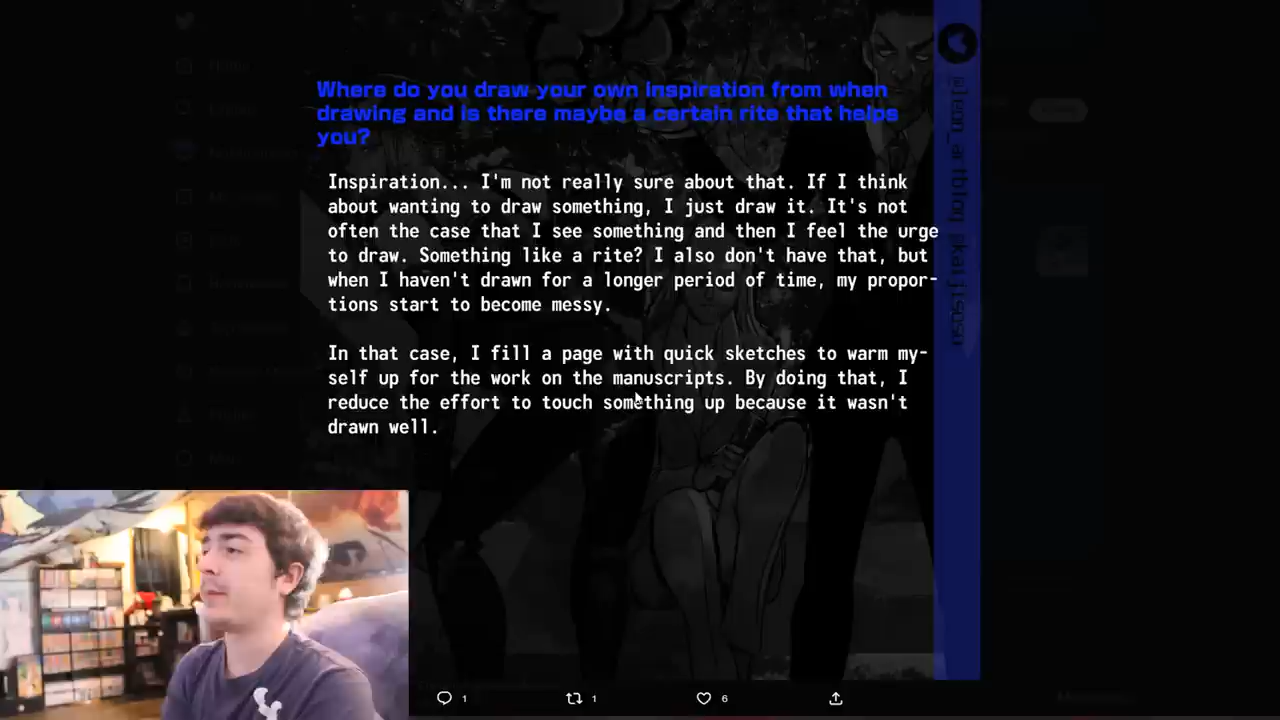 Where do you draw your own inspiration from when
drawing and is there maybe a certain rite that helps
you?
Inspiration... I'm not really sure about that. If I think
about wanting to draw something, I just draw it. It's not
often the case that I see something and then I feel the urge
to draw. Something like a rite? I also don't have that, but
when I haven't drawn for a longer period of time, my propor-
tions start to become messy.
In that case, I fill a page with quick sketches to warm my-
self up for the work on the manuscripts. By doing that, I
reduce the effort to touch something up because it wasn't
drawn well.
1
1
6